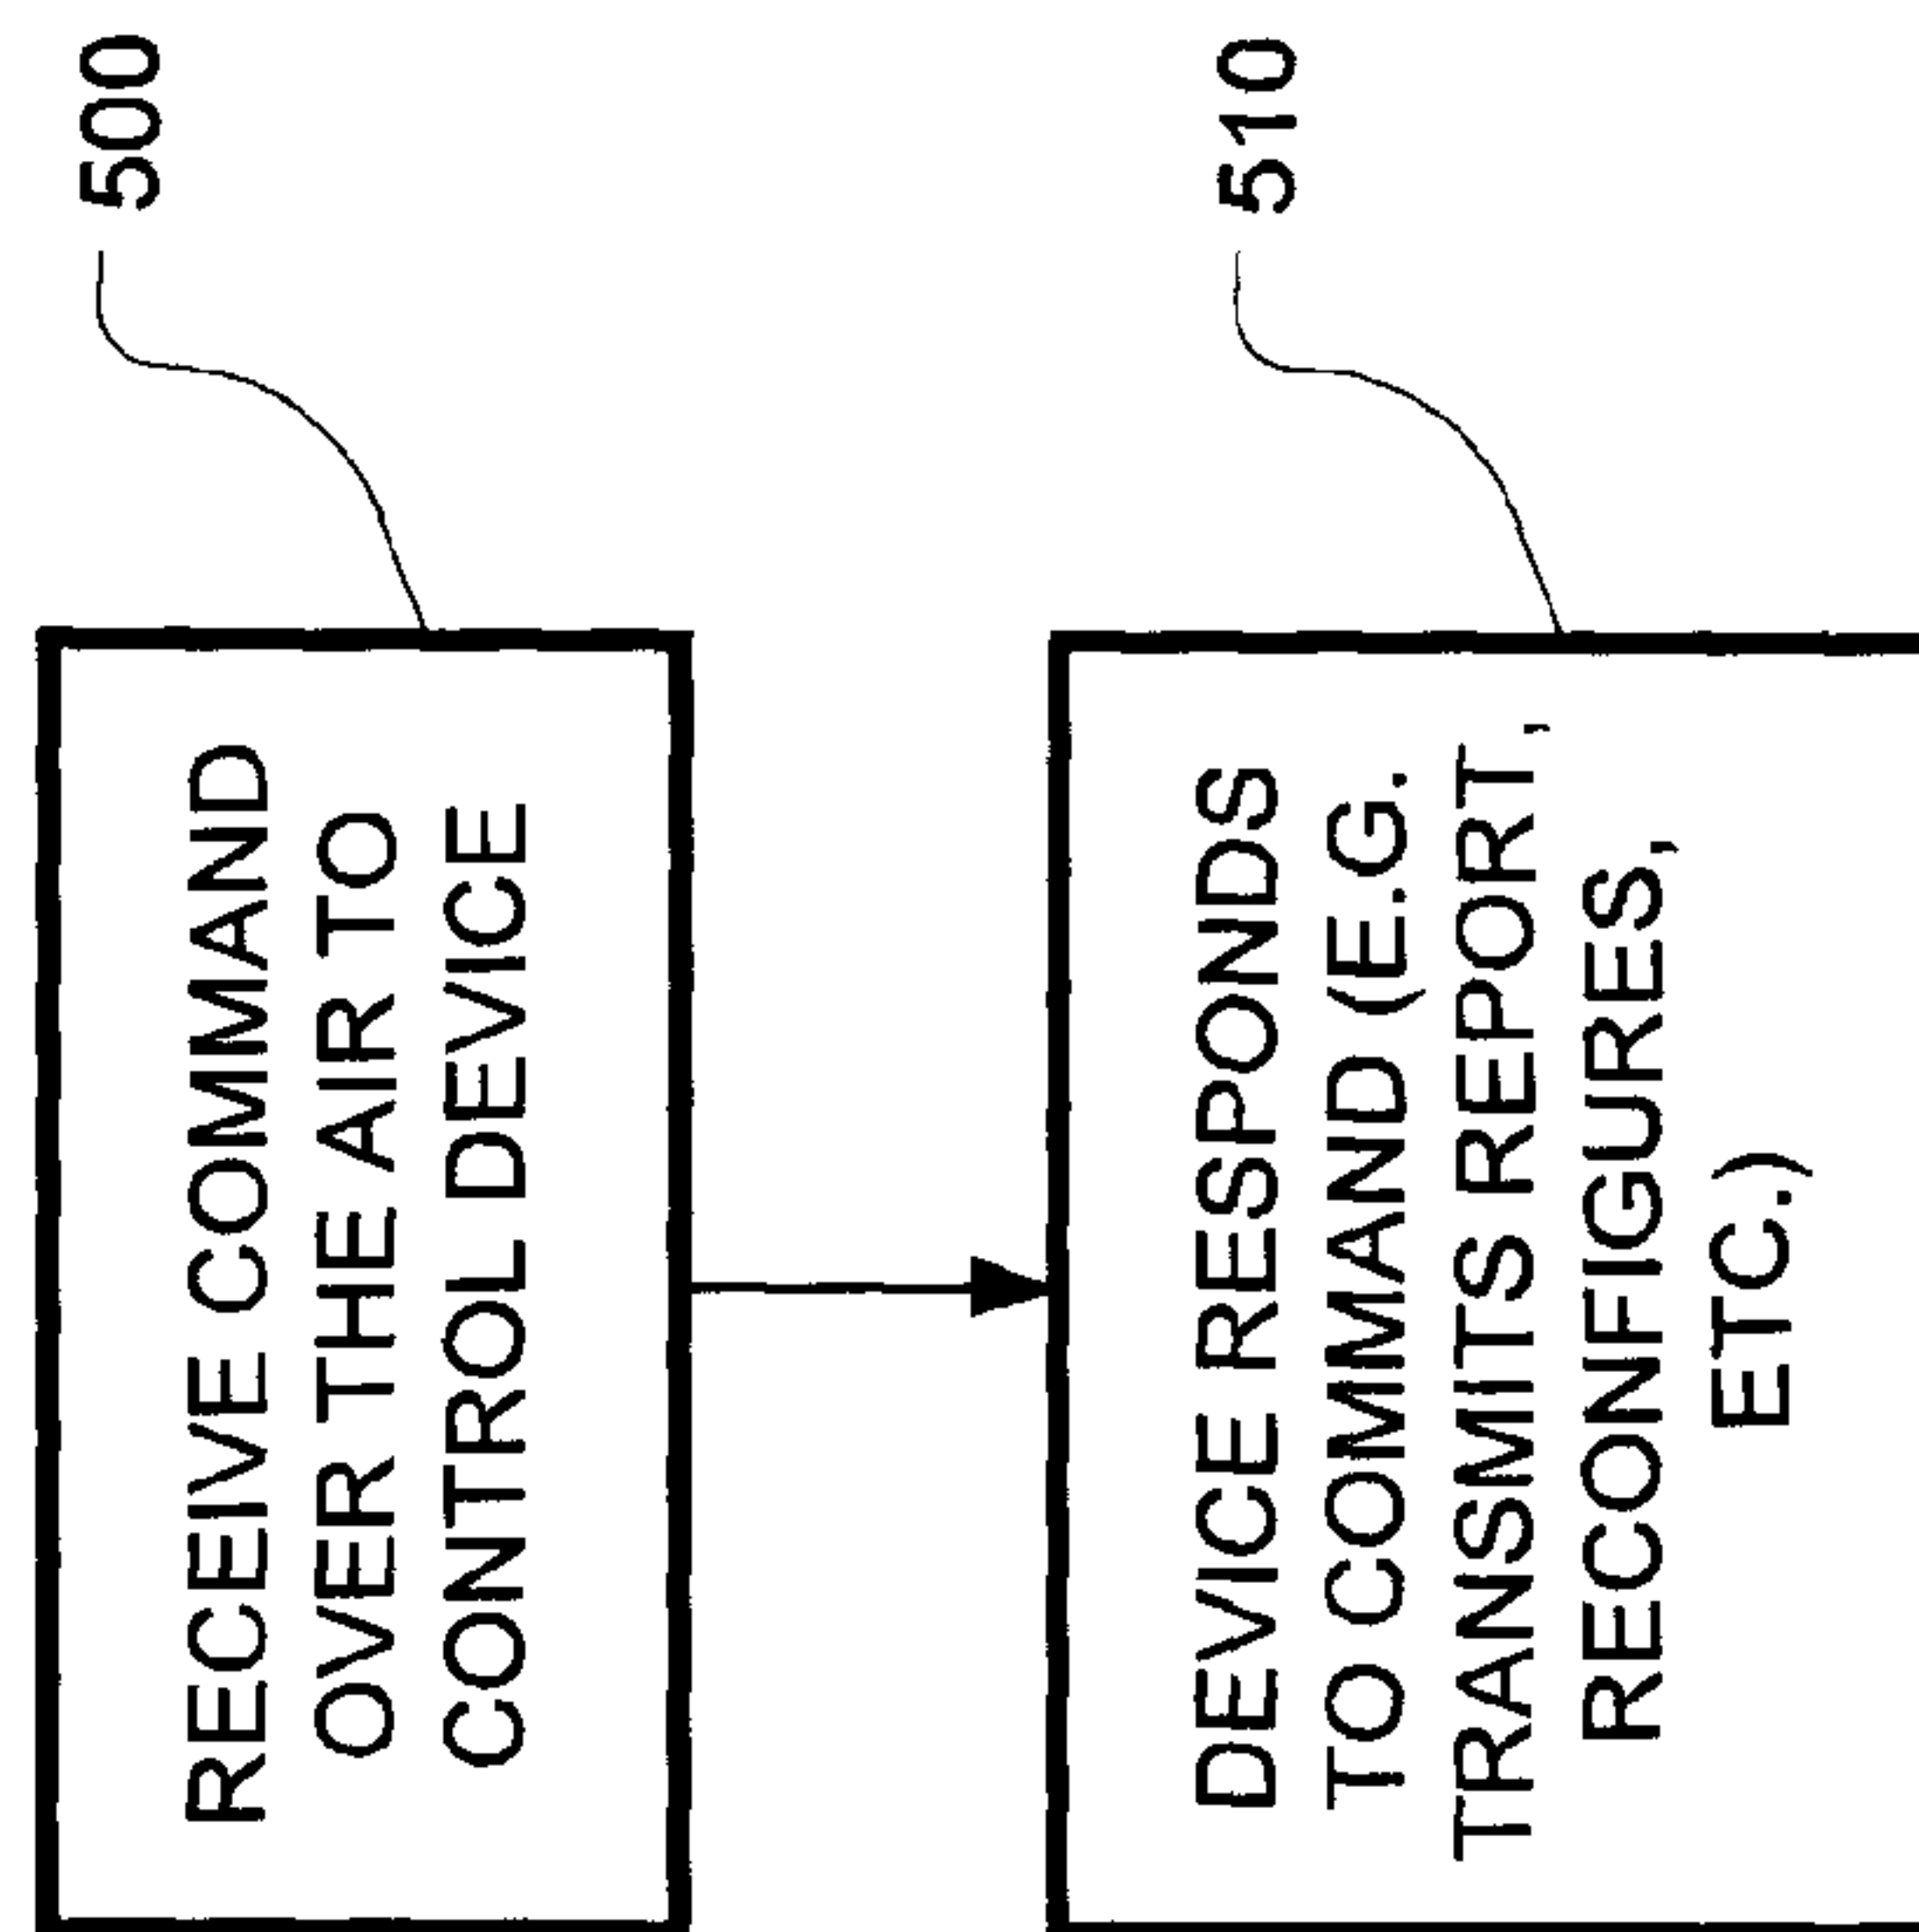 500
RECEIVE COMMAND
OVER THE AIR TO
CONTROL DEVICE
510
DEVICE RESPONDS
TO COMMAND (E.G.
TRANSMITS REPORT,
RECONFIGURES,
ETC.)